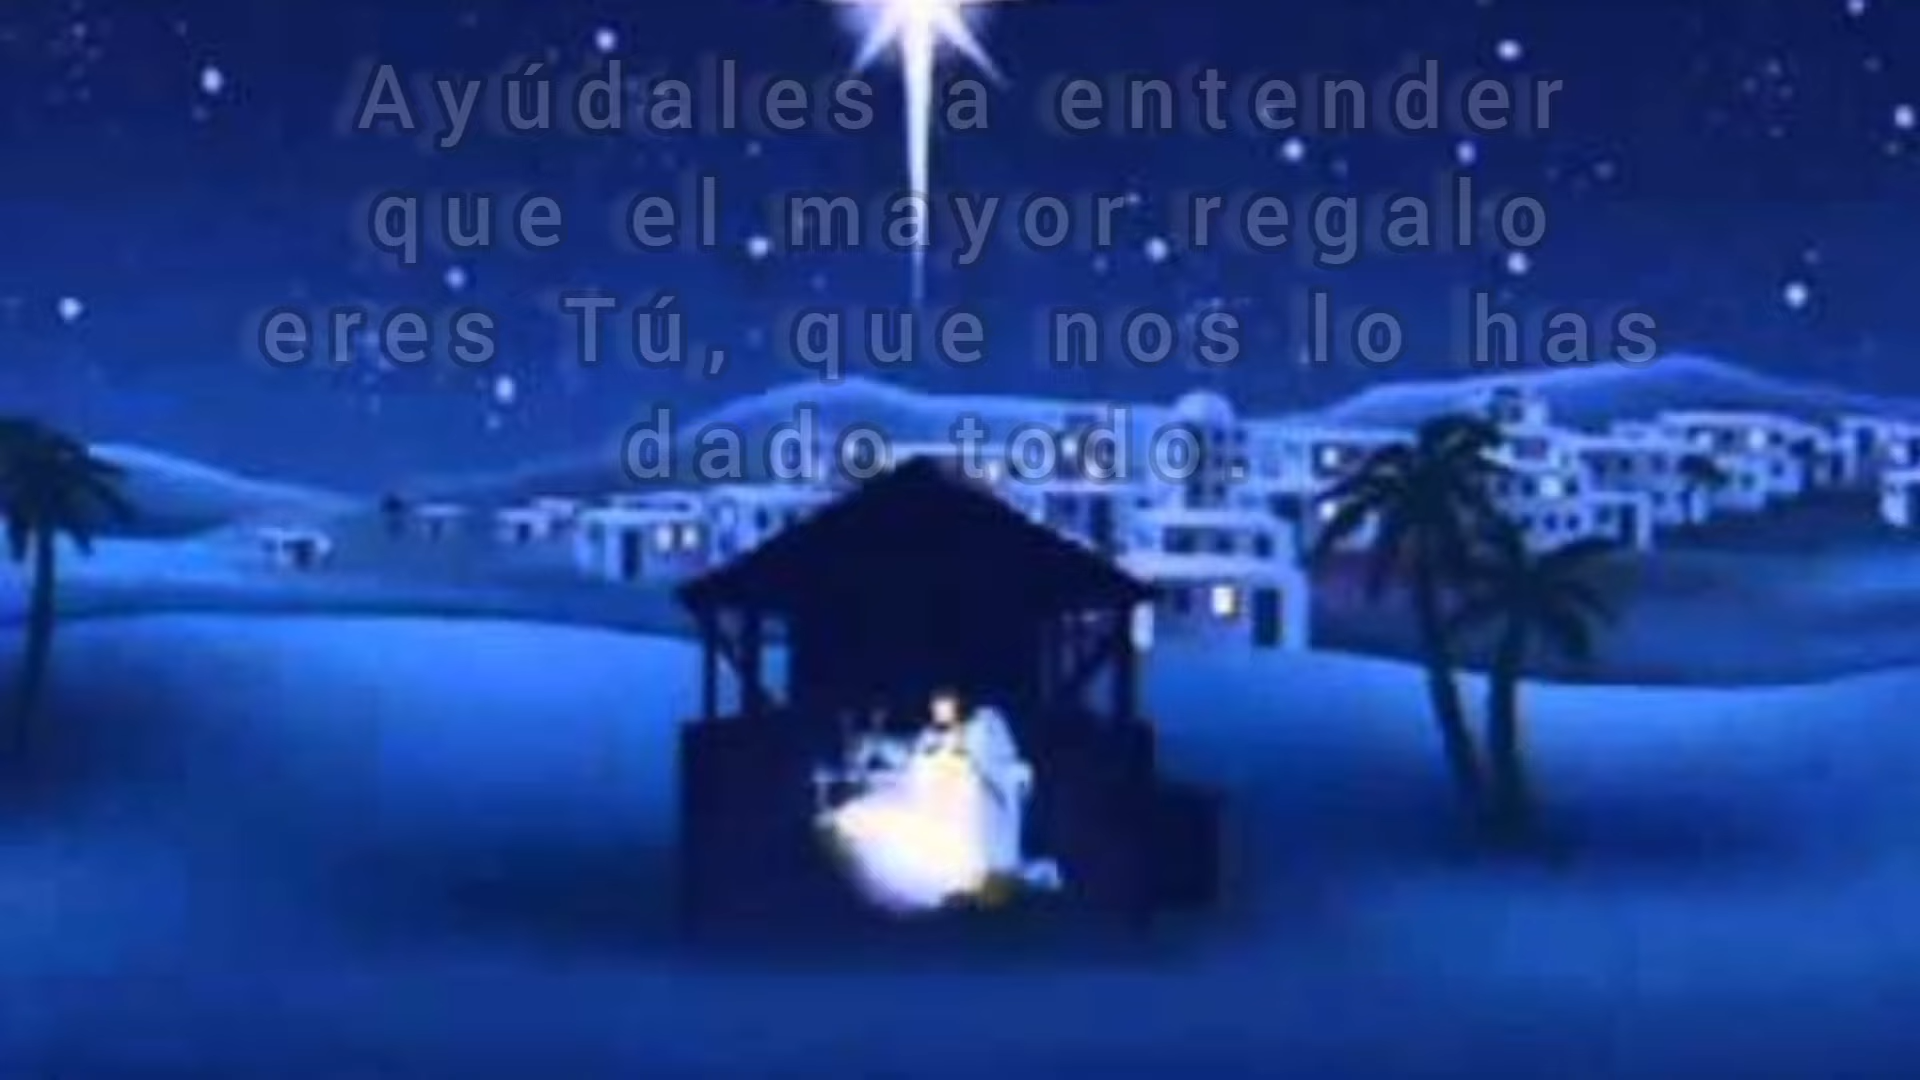 Ayúdales a entender
que el mayor regalo
eres Tú, que nos lo has
dado todo.